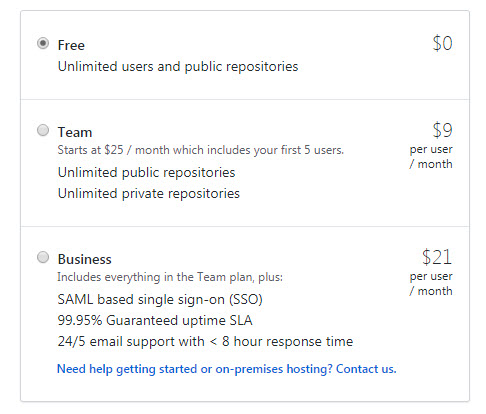 Free
$0
Unlimited users and public repositories
Team
$9
Starts at $25 / month which includes your first 5 users.
per user
/ month
Unlimited public repositories
Unlimited private repositories
Business
$21
Includes everything in the Team plan, plus:
per user
/ month
SAML based single sign-on (SSO)
99.95% Guaranteed uptime SLA
24/5 email support with < 8 hour response time
Need help getting started or on-premises hosting? Contact us.